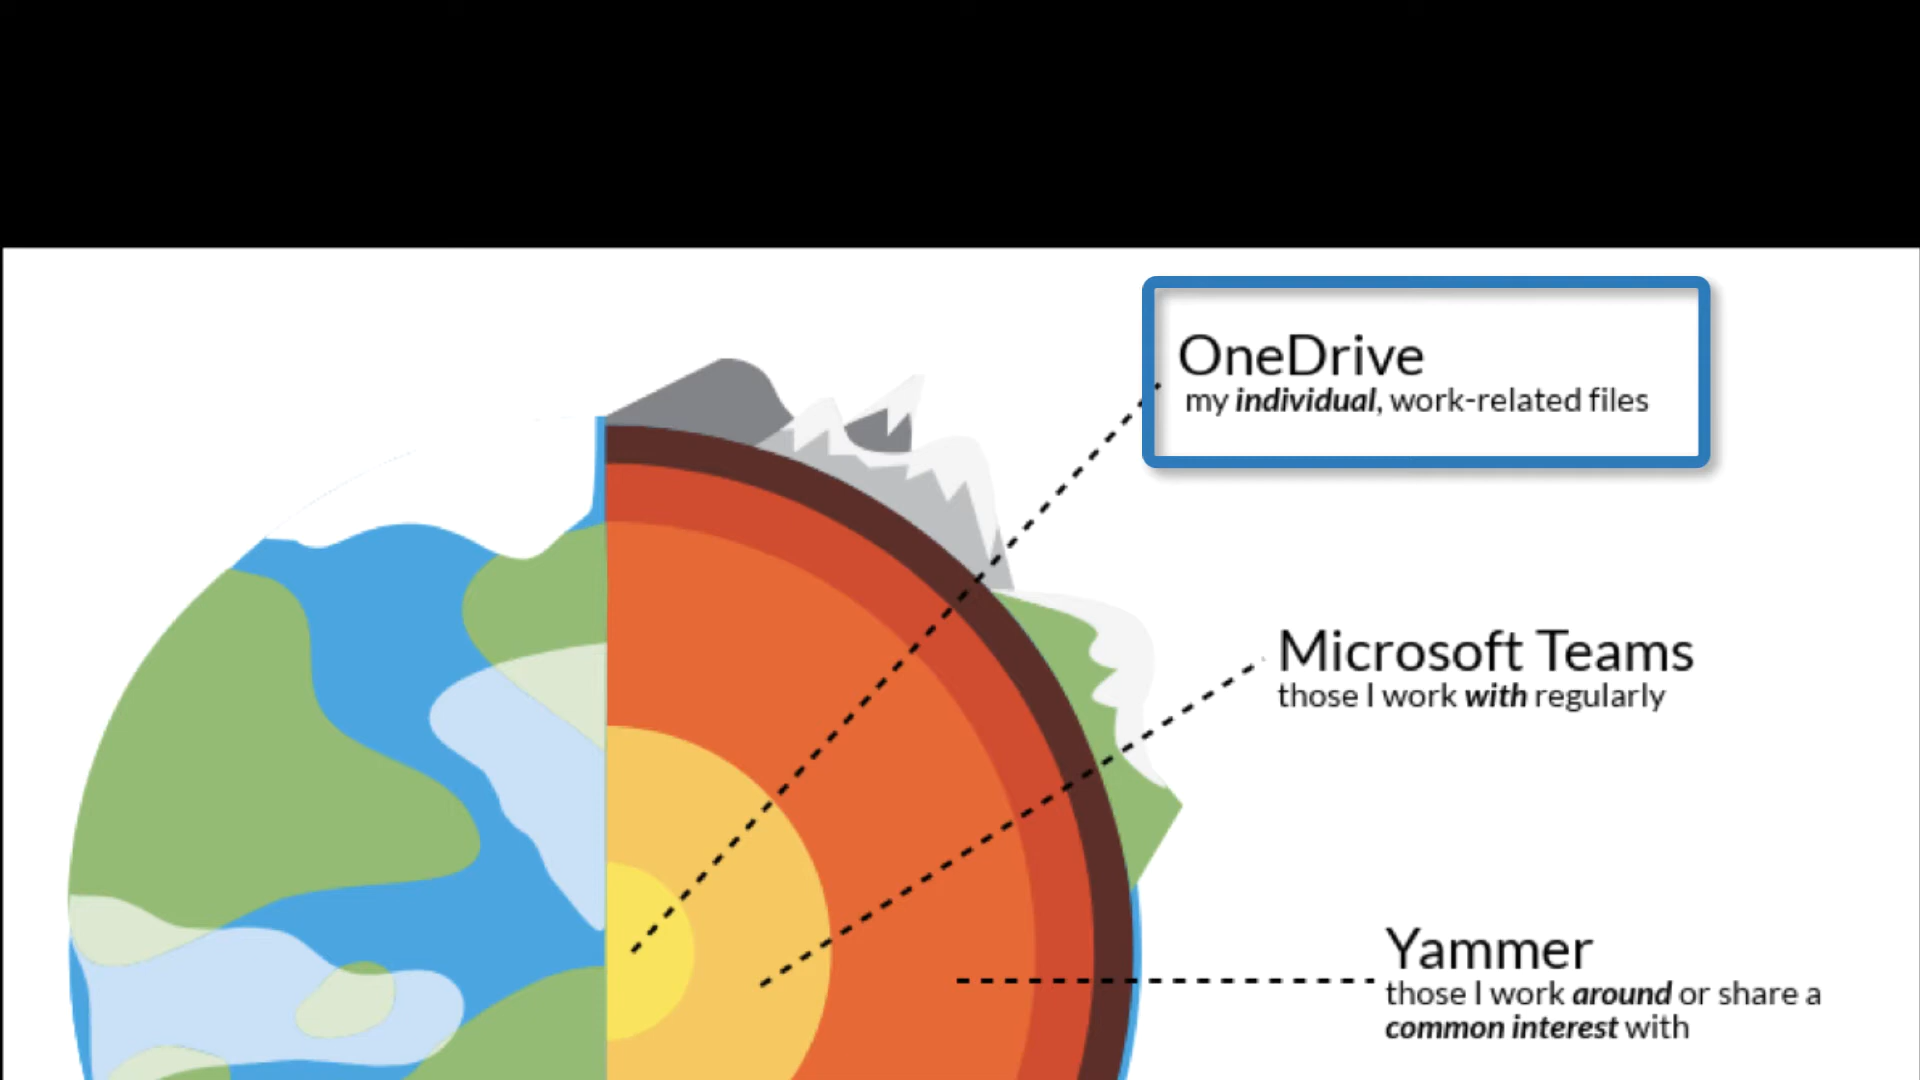 OneDrive
my individual, work-related files
Microsoft Teams
those I work with regularly
Yammer
those I work around or share a
common interest with